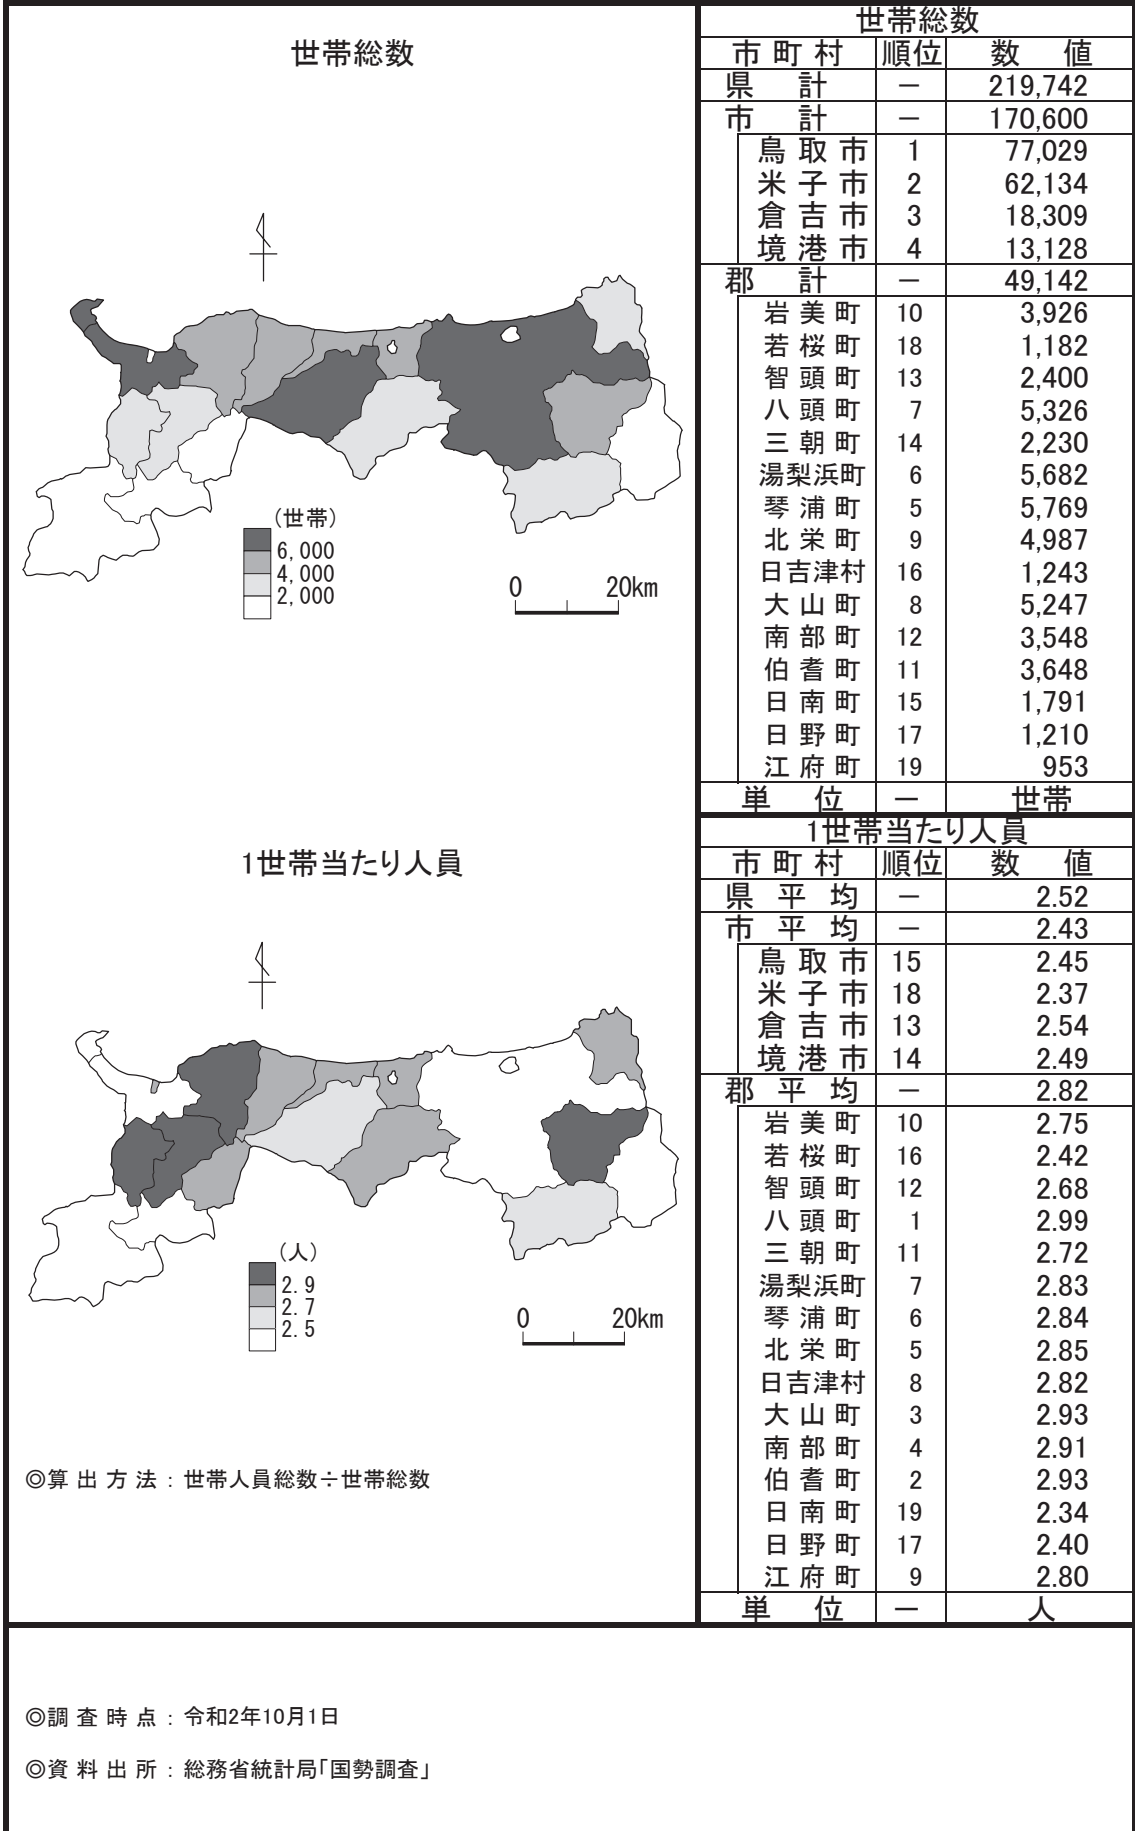 世帯総数
(世帯)
6,000
4,000
2,000
0 20km
世帯総数
市町村 順位 数値
県計 － 219,742
市計 － 170,600
鳥取市 1 77,029
米子市 2 62,134
倉吉市 3 18,309
境港市 4 13,128
郡計 － 49,142
岩美町 10 3,926
若桜町 18 1,182
智頭町 13 2,400
八頭町 7 5,326
三朝町 14 2,230
湯梨浜町 6 5,682
琴浦町 5 5,769
北栄町 9 4,987
日吉津村 16 1,243
大山町 8 5,247
南部町 12 3,548
伯耆町 11 3,648
日南町 15 1,791
日野町 17 1,210
江府町 19 953
単位 － 世帯
1世帯当たり人員
(人)
2.9
2.7
2.5
0 20km
◎算出方法：世帯人員総数÷世帯総数
1世帯当たり人員
市町村 順位 数値
県平均 － 2.52
市平均 － 2.43
鳥取市 15 2.45
米子市 18 2.37
倉吉市 13 2.54
境港市 14 2.49
郡平均 － 2.82
岩美町 10 2.75
若桜町 16 2.42
智頭町 12 2.68
八頭町 1 2.99
三朝町 11 2.72
湯梨浜町 7 2.83
琴浦町 6 2.84
北栄町 5 2.85
日吉津村 8 2.82
大山町 3 2.93
南部町 4 2.91
伯耆町 2 2.93
日南町 19 2.34
日野町 17 2.40
江府町 9 2.80
単位 － 人
◎調査時点：令和2年10月1日
◎資料出所：総務省統計局「国勢調査」